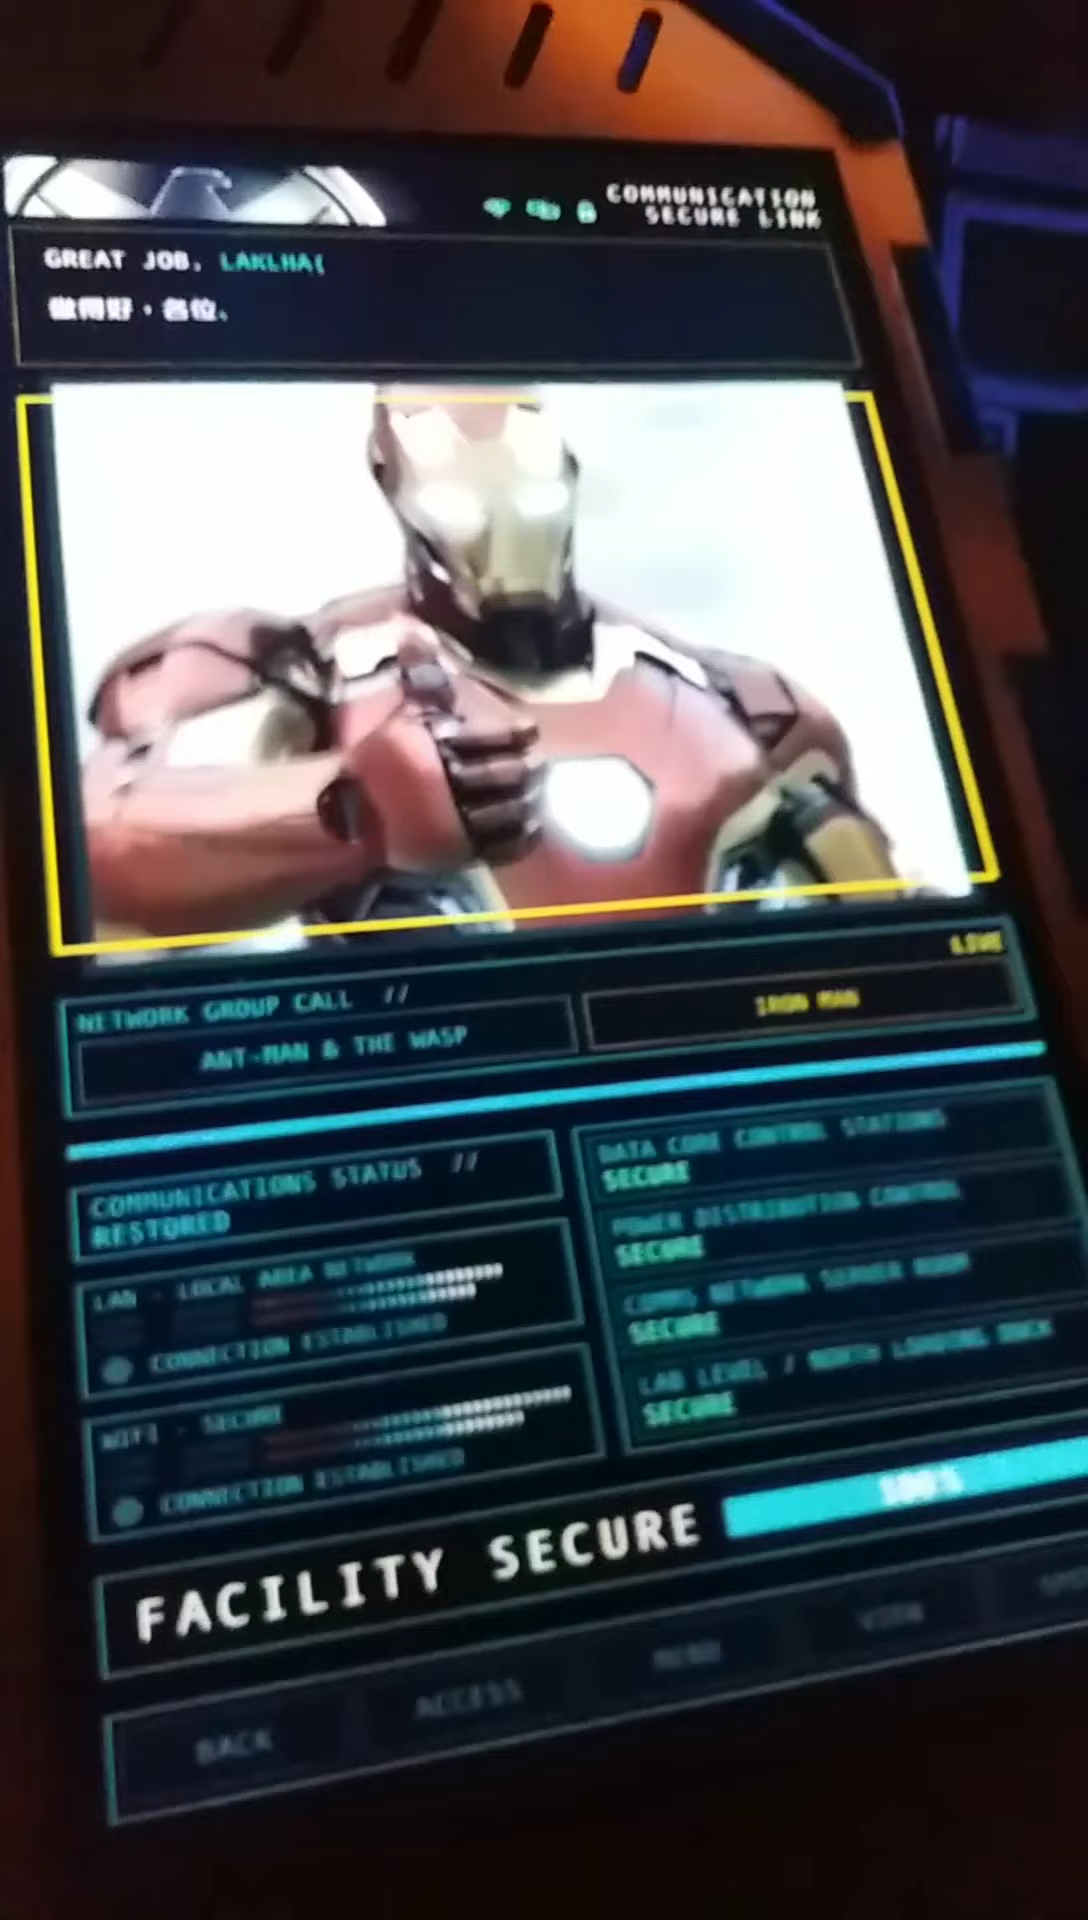 COMMUNICATION
SECURE LINK
GREAT JOB,
做得好，各位。
LIVE
NETWORK GROUP CALL //
ANT-MAN & THE WASP
IRON MAN
COMMUNICATIONS STATUS //
RESTORED
LAN - LOCAL AREA NETWORK
CONNECTION ESTABLISHED
WIFI - SECURE
CONNECTION ESTABLISHED
DATA CORE CONTROL STATIONS
SECURE
POWER DISTRIBUTION CONTROL
SECURE
COMMS NETWORK SERVER ROOM
SECURE
LAB LEVEL / NORTH LOADING DOCK
SECURE
FACILITY SECURE
100%
BACK
ACCESS
MENU
VIEW